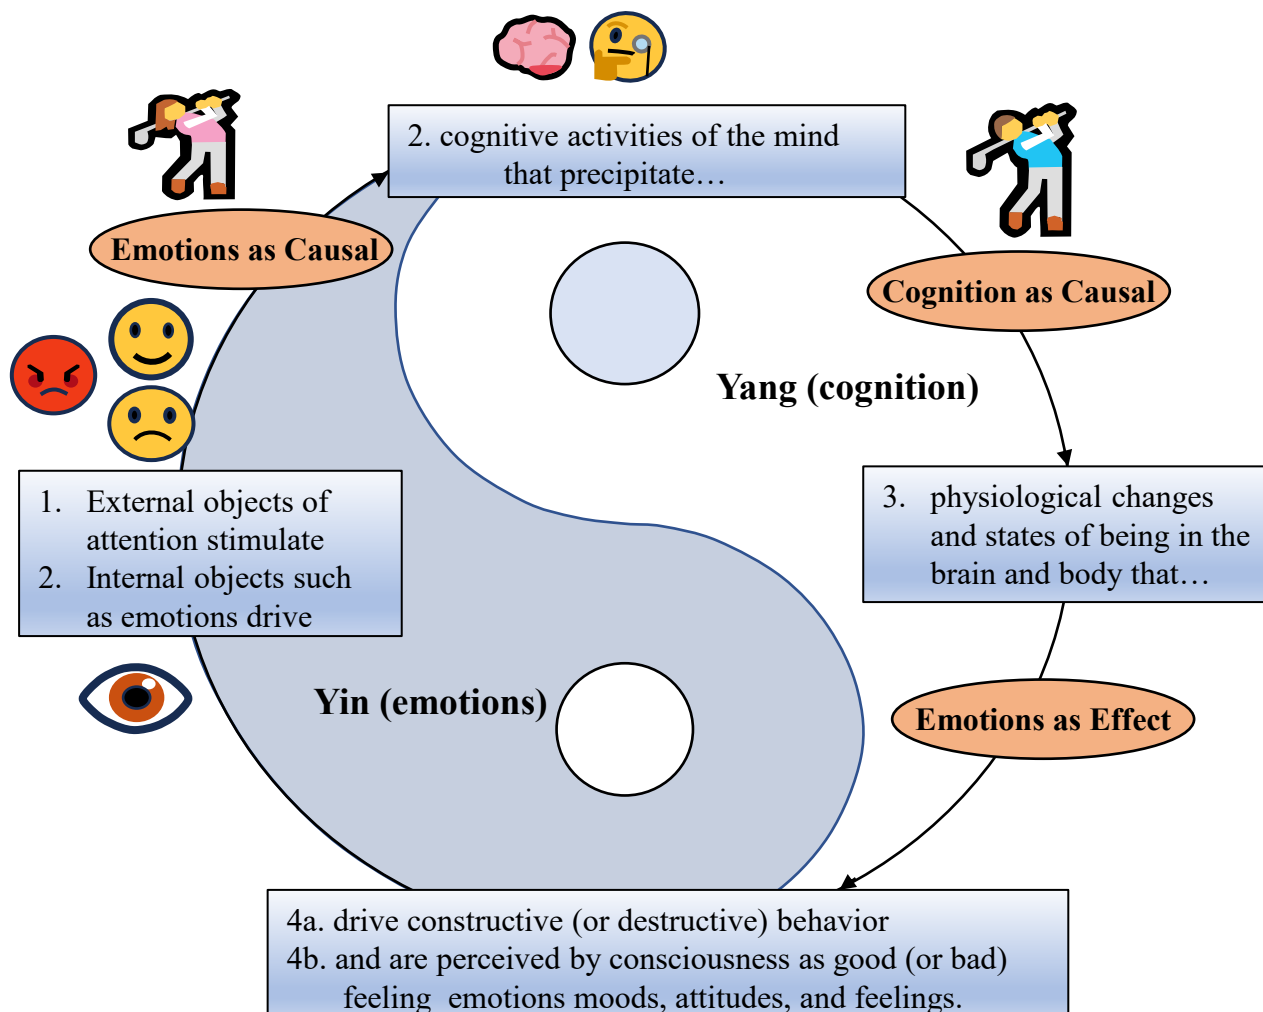 2. cognitive activities of the mind
that precipitate…
Emotions as Causal
Cognition as Causal
Yang (cognition)
1. External objects of
attention stimulate
2. Internal objects such
as emotions drive
3. physiological changes
and states of being in the
brain and body that…
Yin (emotions)
Emotions as Effect
4a. drive constructive (or destructive) behavior
4b. and are perceived by consciousness as good (or bad)
feeling emotions moods, attitudes, and feelings.